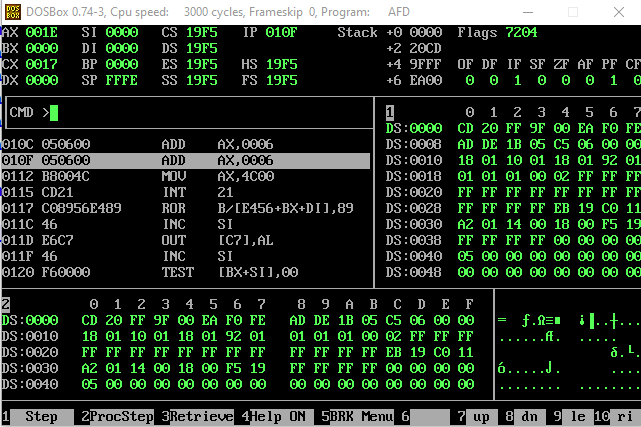 DOSBox 0.74-3, Cpu speed: 3000 cycles, Frameskip 0, Program: AFD
AX 001E SI 0000 CS 19F5 IP 010F Stack +0 0000 Flags 7204
BX 0000 DI 0000 DS 19F5 +2 20CD
CX 0017 BP 0000 ES 19F5 HS 19F5 +4 9FFF OF DF IF SF ZF AF PF CF
DX 0000 SP FFFE SS 19F5 FS 19F5 +6 EA00 0 0 1 0 0 0 1 0
CMD >
1 0 1 2 3 4 5 6 7
DS:0000 CD 20 FF 9F 00 EA F0 FE
DS:0008 AD DE 1B 05 C5 06 00 00
DS:0010 18 01 10 01 18 01 92 01
DS:0018 01 01 01 00 02 FF FF FF
DS:0020 FF FF FF FF FF FF FF FF
DS:0028 FF FF FF FF EB 19 C0 11
DS:0030 A2 01 14 00 18 00 F5 19
DS:0038 FF FF FF FF 00 00 00 00
DS:0040 05 00 00 00 00 00 00 00
DS:0048 00 00 00 00 00 00 00 00
010C 050600 ADD AX,0006
010F 050600 ADD AX,0006
0112 B8004C MOV AX,4C00
0115 CD21 INT 21
0117 C08956E489 ROR B/[E456+BX+DI],89
011C 46 INC SI
011D E6C7 OUT [C7],AL
011F 46 INC SI
0120 F60000 TEST [BX+SI],00
2 0 1 2 3 4 5 6 7 8 9 A B C D E F
DS:0000 CD 20 FF 9F 00 EA F0 FE AD DE 1B 05 C5 06 00 00 = ƒ.Ω≡■ ¡▐..┼...
DS:0010 18 01 10 01 18 01 92 01 01 01 01 00 02 FF FF FF ......Æ. .....
DS:0020 FF FF FF FF FF FF FF FF FF FF FF FF EB 19 C0 11 δ.└.
DS:0030 A2 01 14 00 18 00 F5 19 FF FF FF FF 00 00 00 00 ó.....⌡. ....
DS:0040 05 00 00 00 00 00 00 00 00 00 00 00 00 00 00 00 ........ ........
1 Step 2ProcStep 3Retrieve 4Help ON 5BRK Menu 6 7 up 8 dn 9 le 10 ri